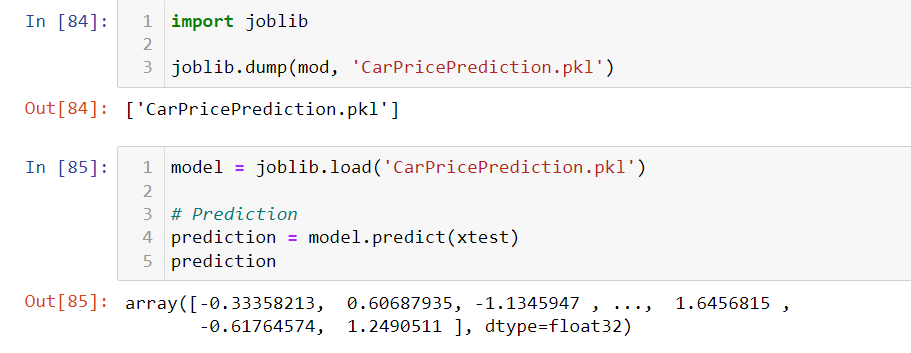 In [84]: 1 import joblib
2
3 joblib.dump(mod, 'CarPricePrediction.pkl')
Out[84]: ['CarPricePrediction.pkl']
In [85]: 1 model = joblib.load('CarPricePrediction.pkl')
2
3 # Prediction
4 prediction = model.predict(xtest)
5 prediction
Out[85]: array([-0.33358213,  0.60687935, -1.1345947 , ...,  1.6456815 ,
-0.61764574,  1.2490511 ], dtype=float32)